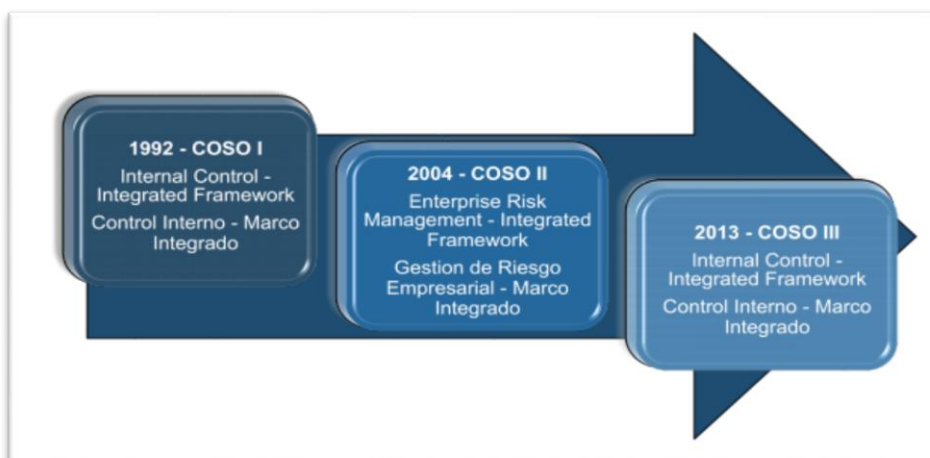 1992 - COSO I
Internal Control -
Integrated Framework
Control Interno - Marco
Integrado
2004 - COSO II
Enterprise Risk
Management - Integrated
Framework
Gestion de Riesgo
Empresarial - Marco
Integrado
2013 - COSO III
Internal Control -
Integrated Framework
Control Interno - Marco
Integrado